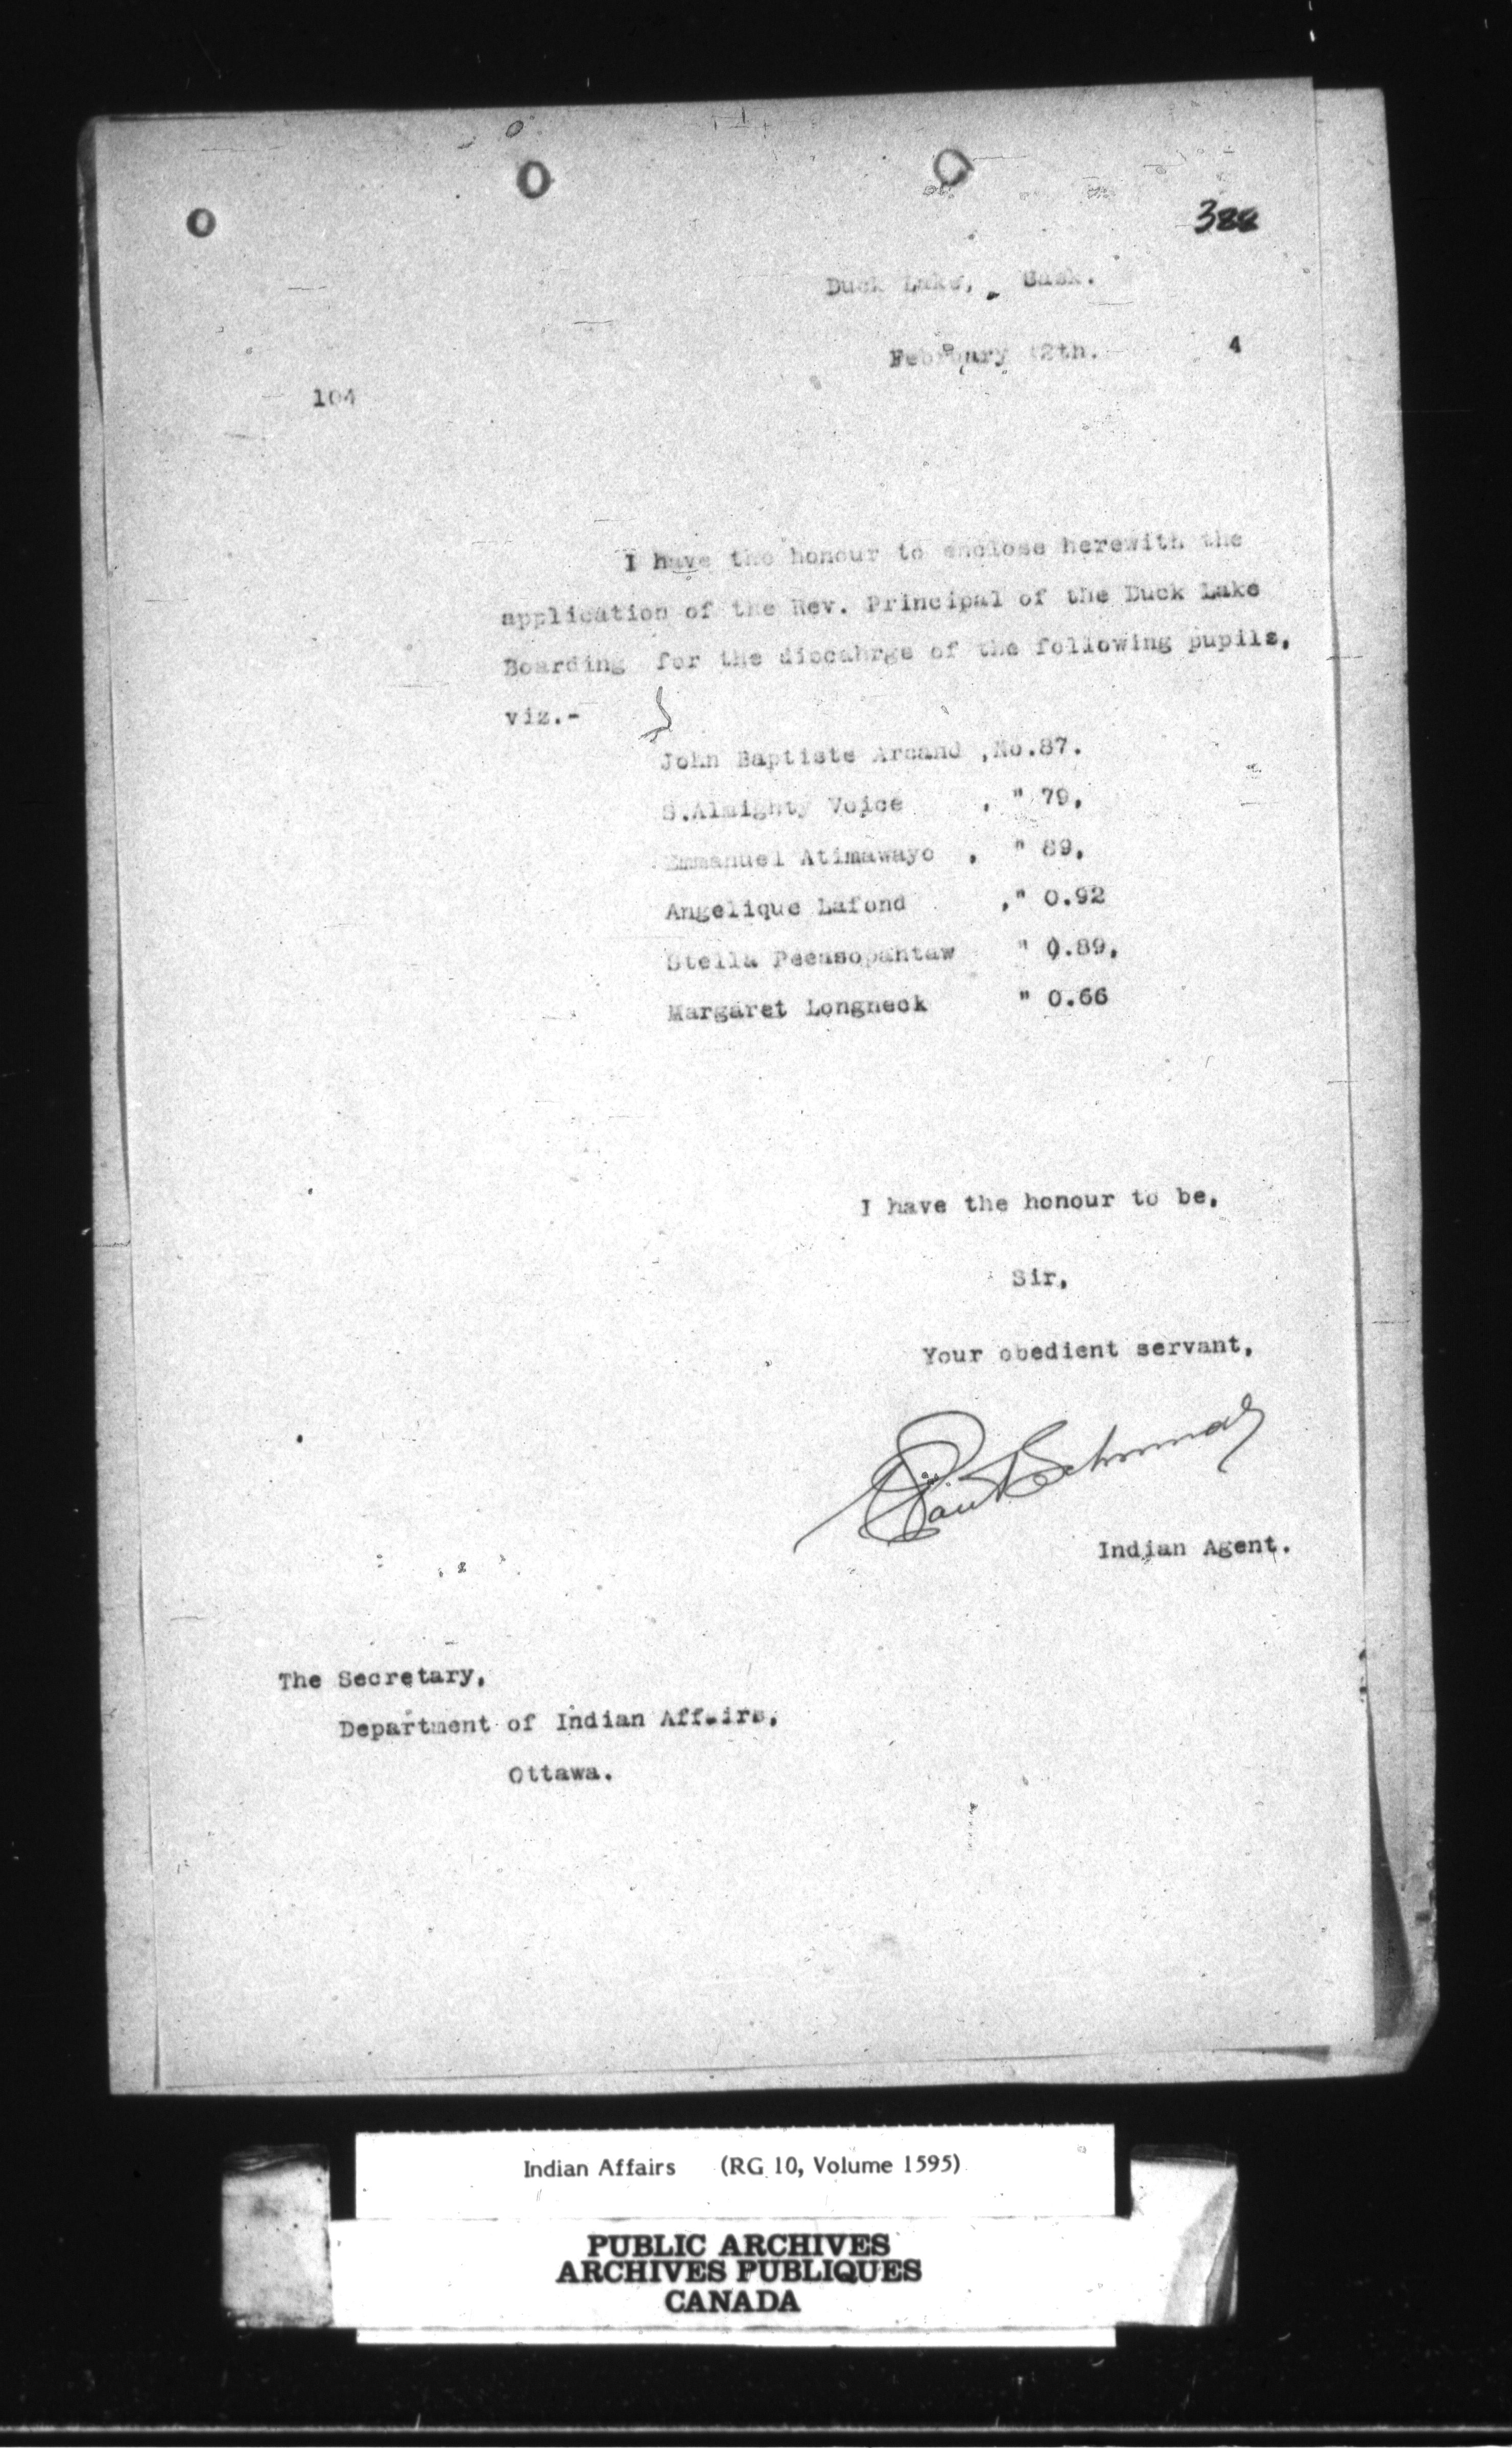 Duck Lake, Sask.
February 12th. 4
104
I have the honour to enclose herewith the
application of the Rev. Principal of the Duck Lake
Boarding for the discahrge of the following pupils,
viz.-
John Baptiste Arcand ,No.87.
S.Almighty Voice , " 79,
Emmanuel Atimawayo , " 89,
Angelique Lafond ," 0.92
Stella Peeasopahtaw " 0.89,
Margaret Longneck " 0.66
I have the honour to be,
Sir,
Your obedient servant,
Indian Agent.
The Secretary,
Department of Indian Affairs,
Ottawa.
Indian Affairs (RG 10, Volume 1595)
PUBLIC ARCHIVES
ARCHIVES PUBLIQUES
CANADA